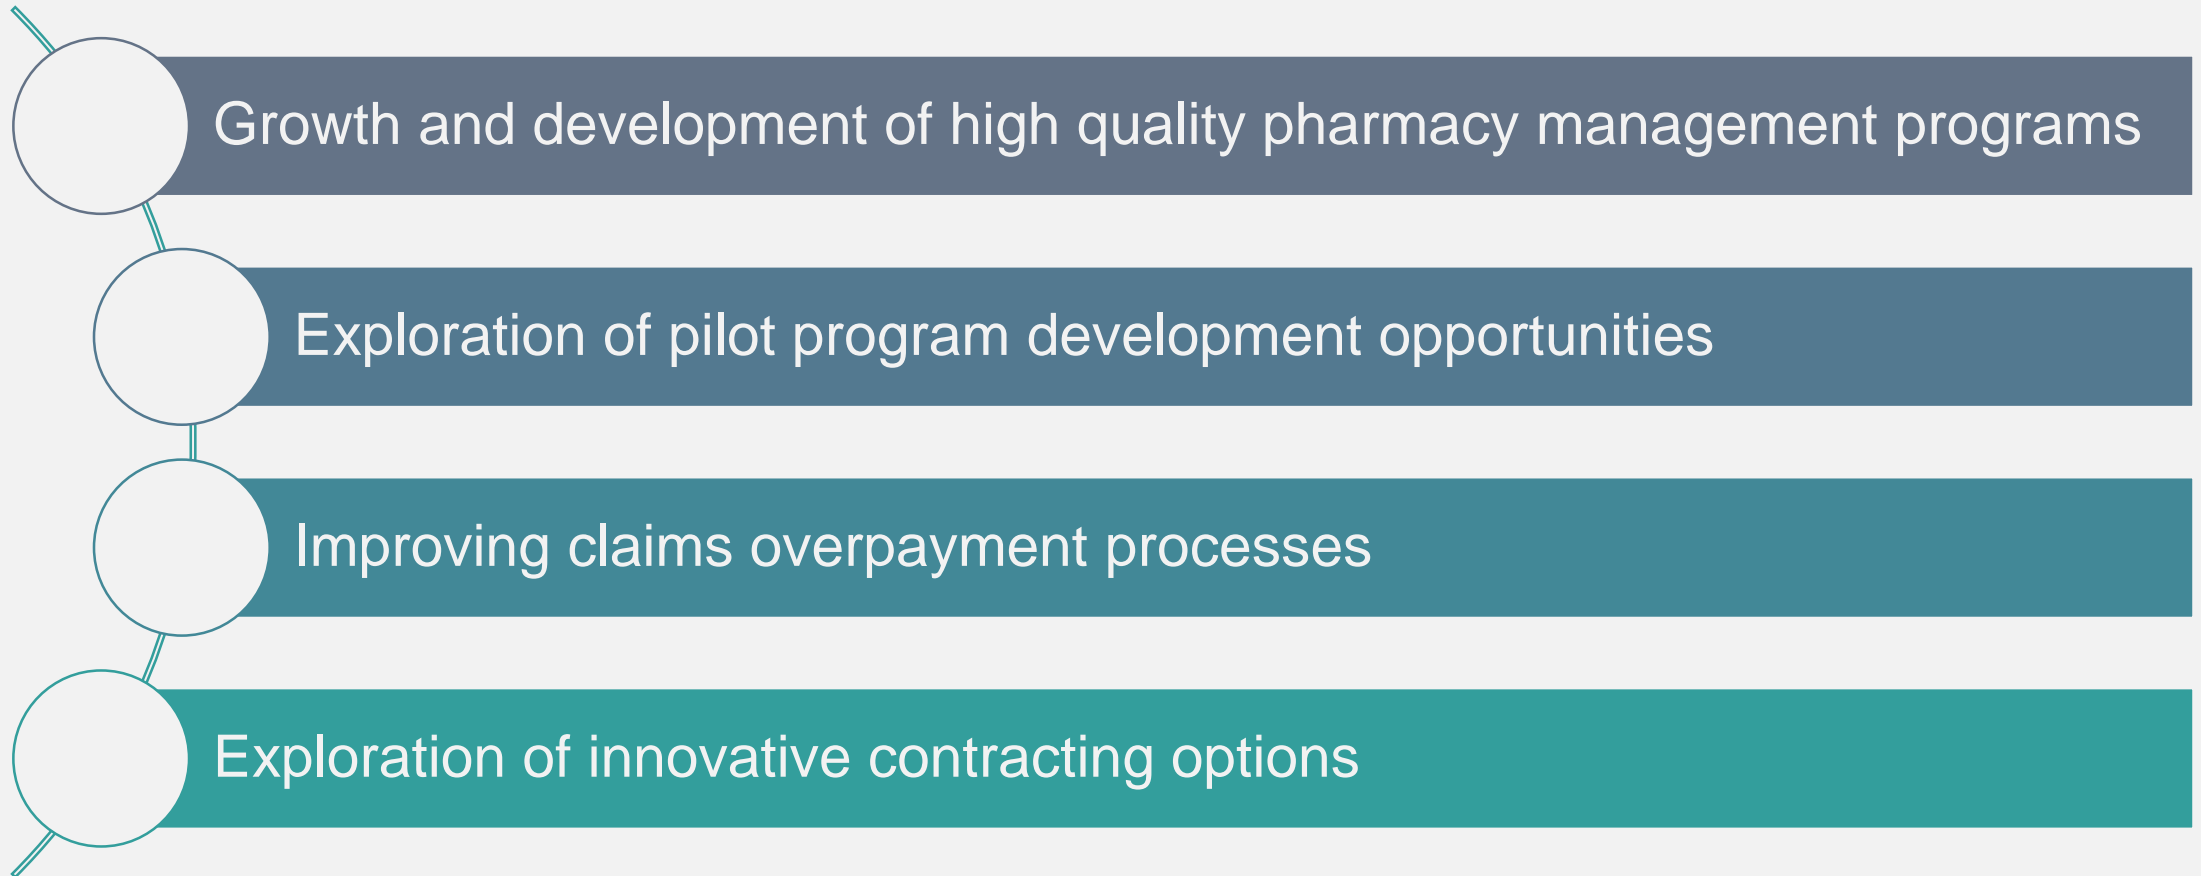 Growth and development of high quality pharmacy management programs
Exploration of pilot program development opportunities
Improving claims overpayment processes
Exploration of innovative contracting options